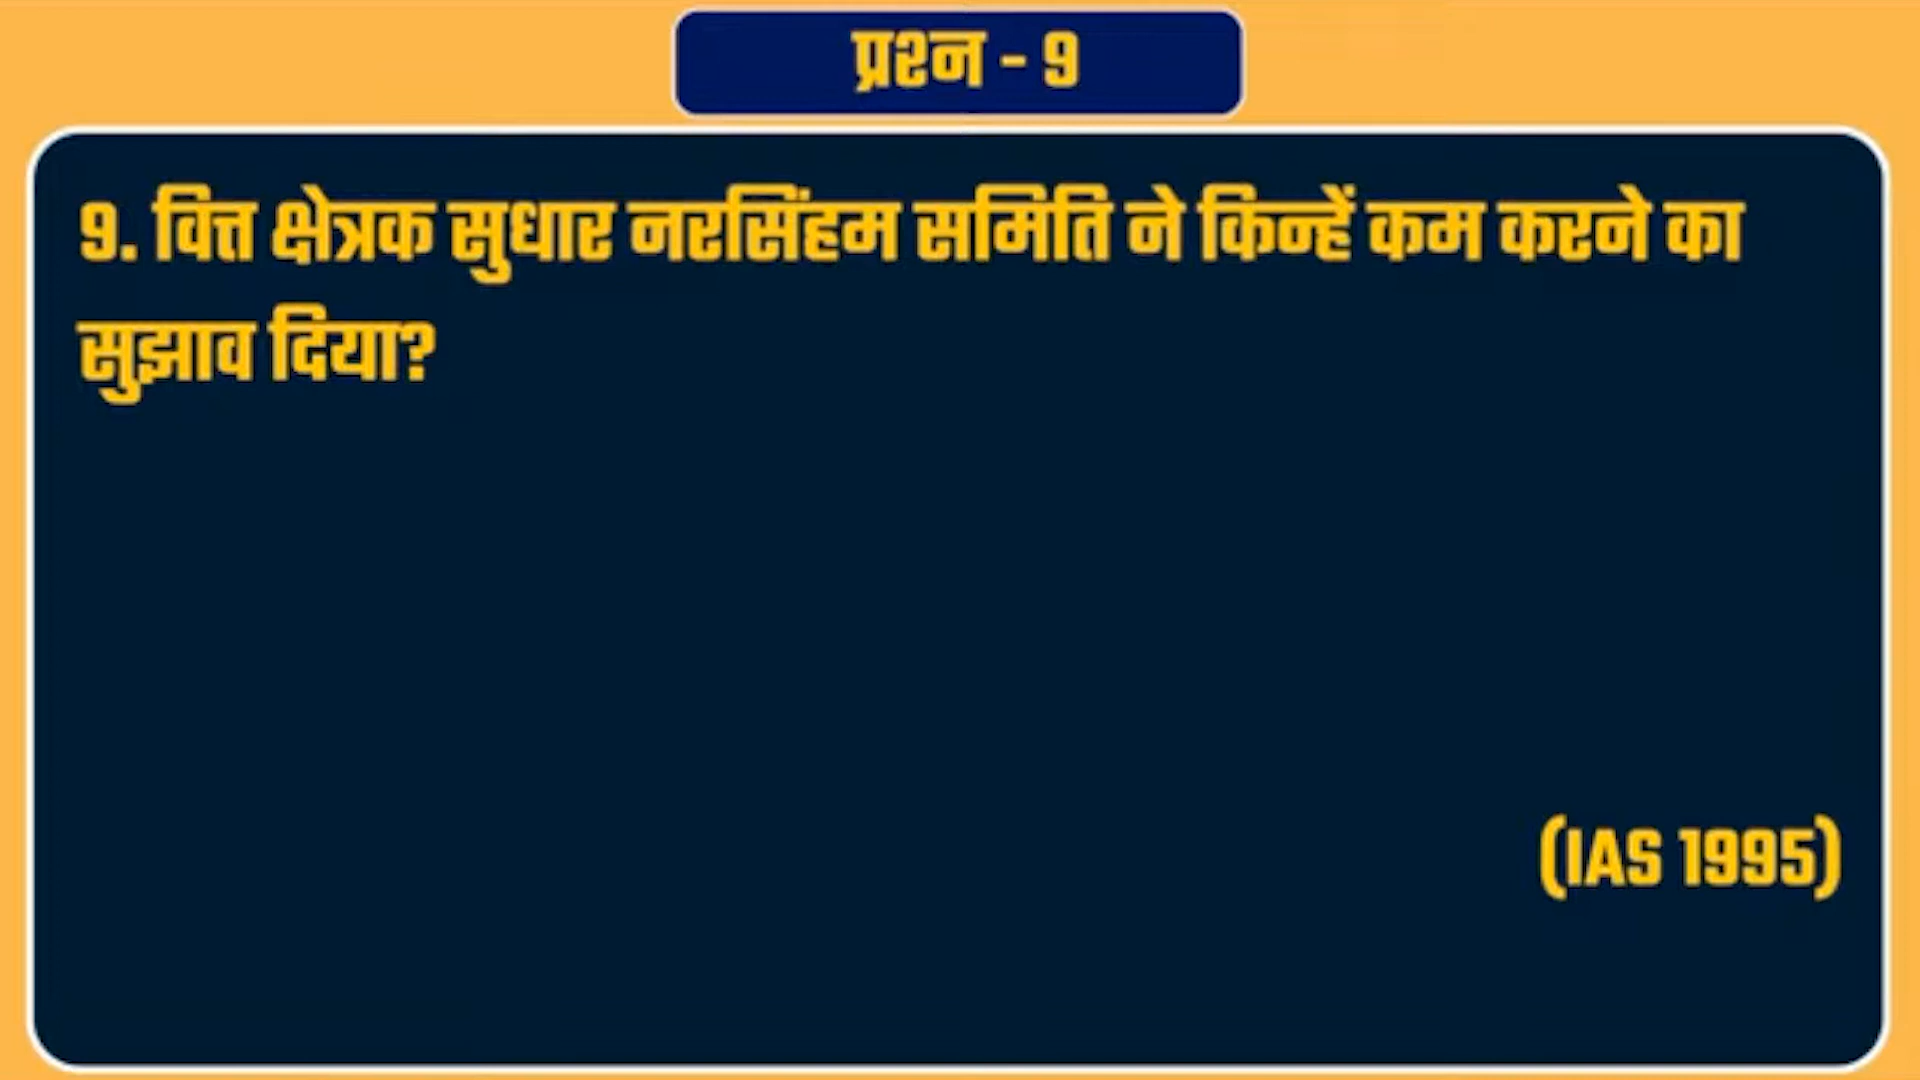 प्रश्न - 9
9. वित्त क्षेत्रक सुधार नरसिंहम समिति ने किन्हें कम करने का
सुझाव दिया?
(IAS 1995)